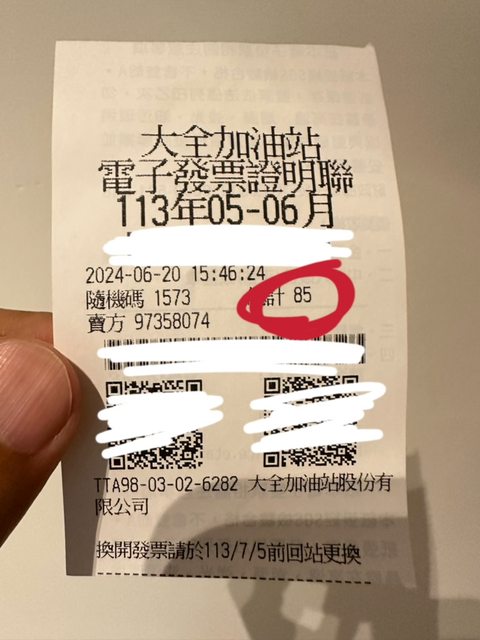 大全加油站
電子發票證明聯
113年05-06月
2024-06-20 15:46:24
隨機碼 1573 計 85
賣方 97358074
TTA98-03-02-6282 大全加油站股份有
限公司
換開發票請於113/7/5前回站更換